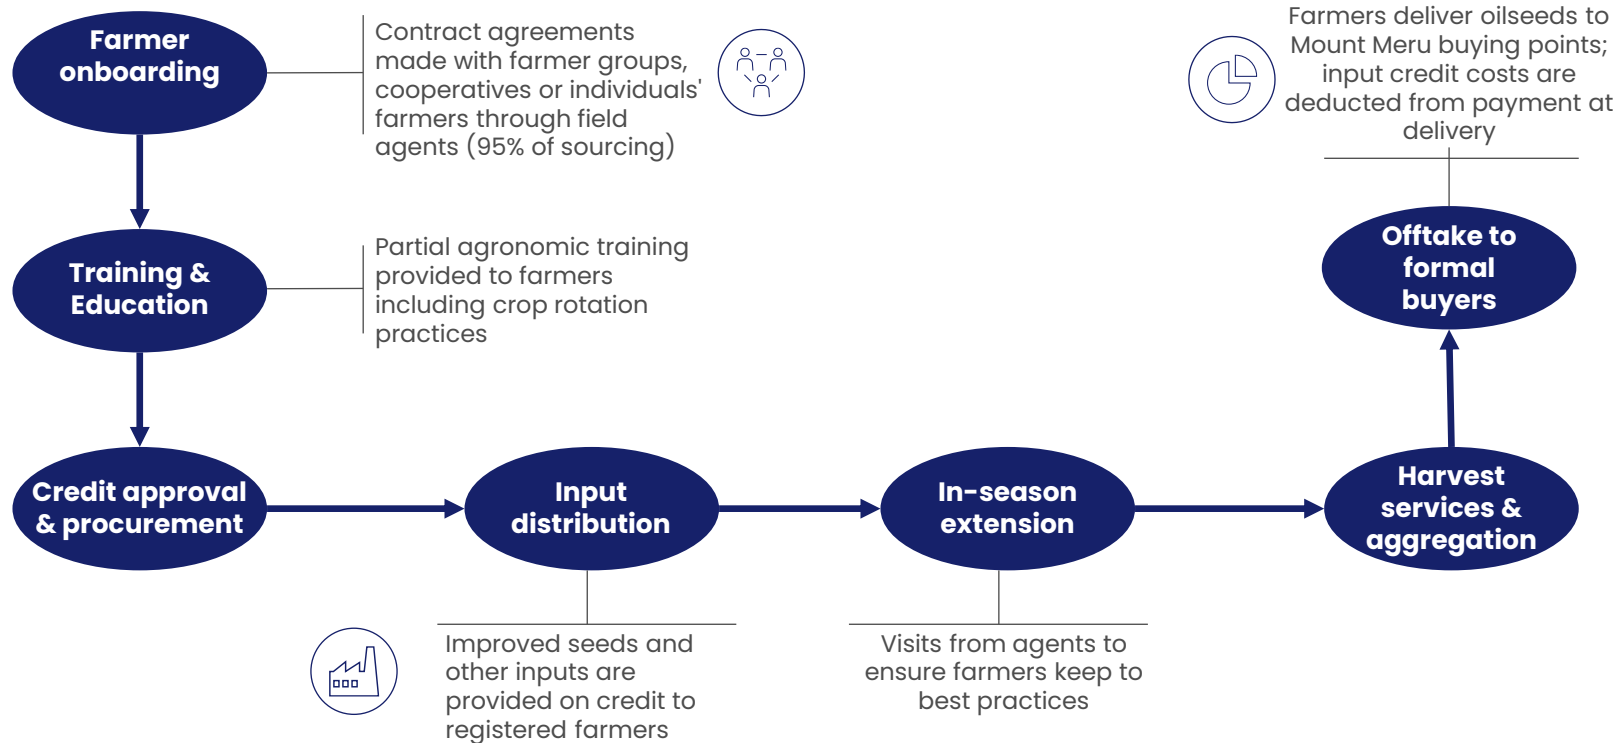 Farmer
onboarding
Contract agreements
made with farmer groups,
cooperatives or individuals'
farmers through field
agents (95% of sourcing)
Farmers deliver oilseeds to
Mount Meru buying points;
input credit costs are
deducted from payment at
delivery
Training &
Education
Partial agronomic training
provided to farmers
including crop rotation
practices
Offtake to
formal
buyers
Credit approval
& procurement
Input
distribution
In-season
extension
Harvest
services &
aggregation
Improved seeds and
other inputs are
provided on credit to
registered farmers
Visits from agents to
ensure farmers keep to
best practices